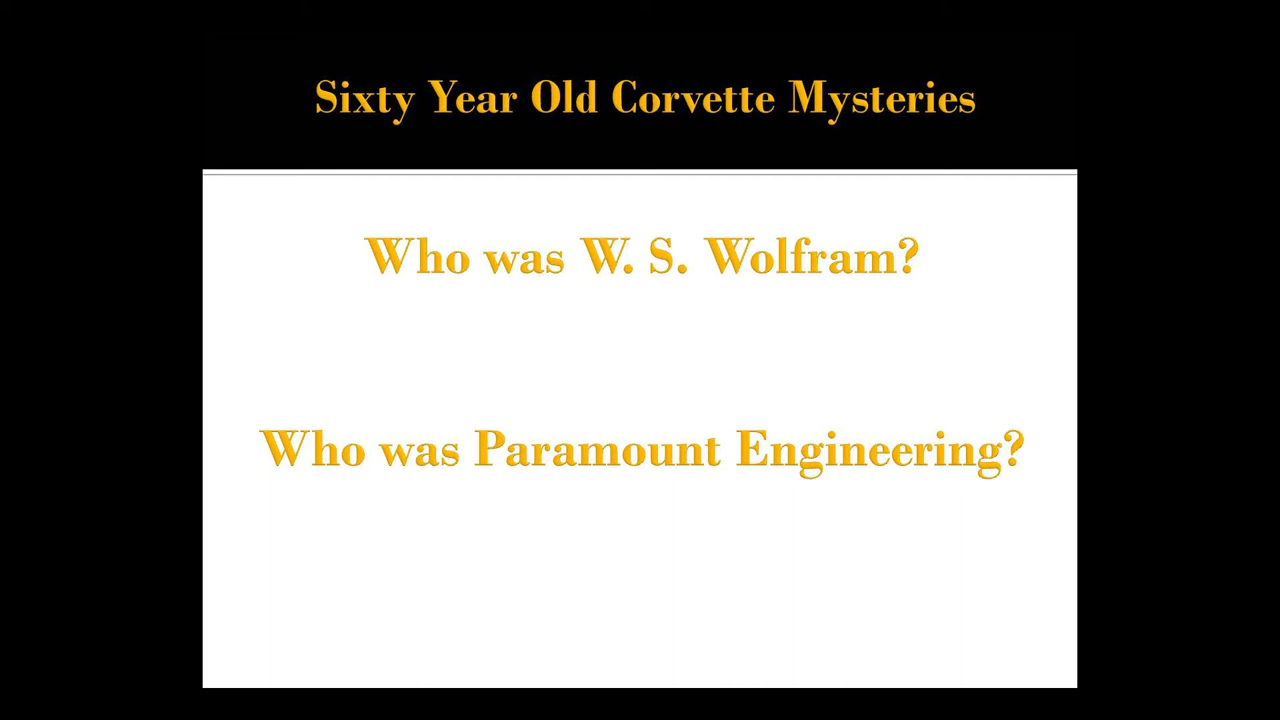 Sixty Year Old Corvette Mysteries
Who was W. S. Wolfram?
Who was Paramount Engineering?